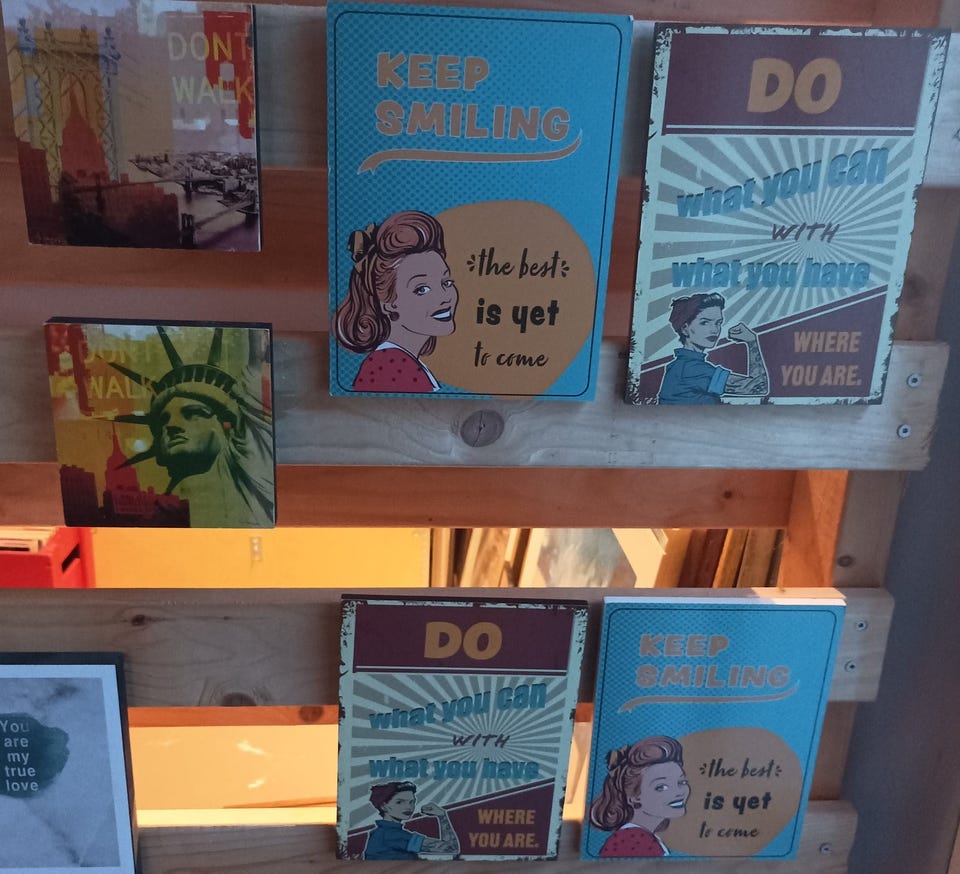 DONT
WALK
KEEP
SMILING
the best
is yet
to come
DO
what you can
WITH
what you have
WHERE
YOU ARE.
DONT
WALK
You
are
my
true
love
DO
what you can
WITH
what you have
WHERE
YOU ARE.
KEEP
SMILING
the best
is yet
to come